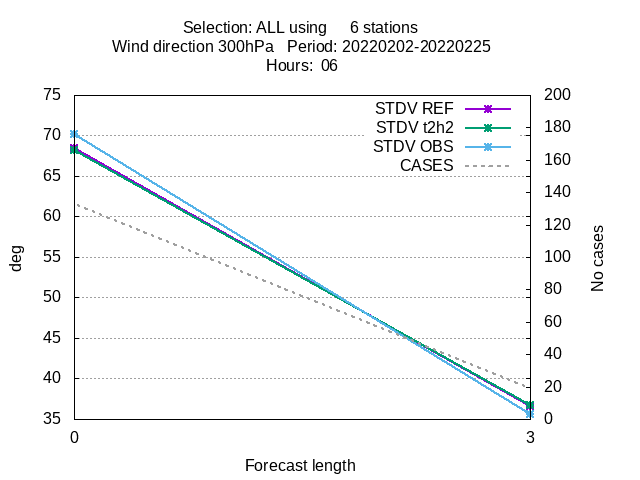 Selection: ALL using     6 stations
Wind direction 300hPa   Period: 20220202-20220225
Hours:  06
75
70
65
60
55
50
45
40
35
200
180
160
140
120
100
80
60
40
20
0
STDV REF
STDV t2h2
STDV OBS
CASES
deg
No cases
0
3
Forecast length